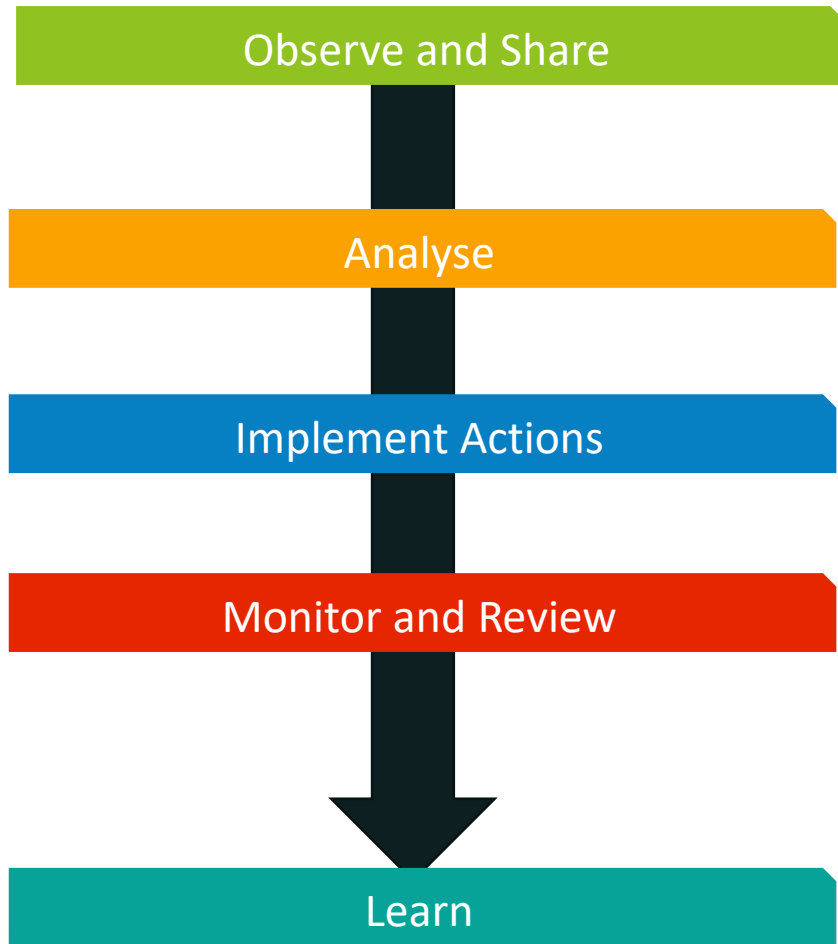 Observe and Share
Analyse
Implement Actions
Monitor and Review
Learn